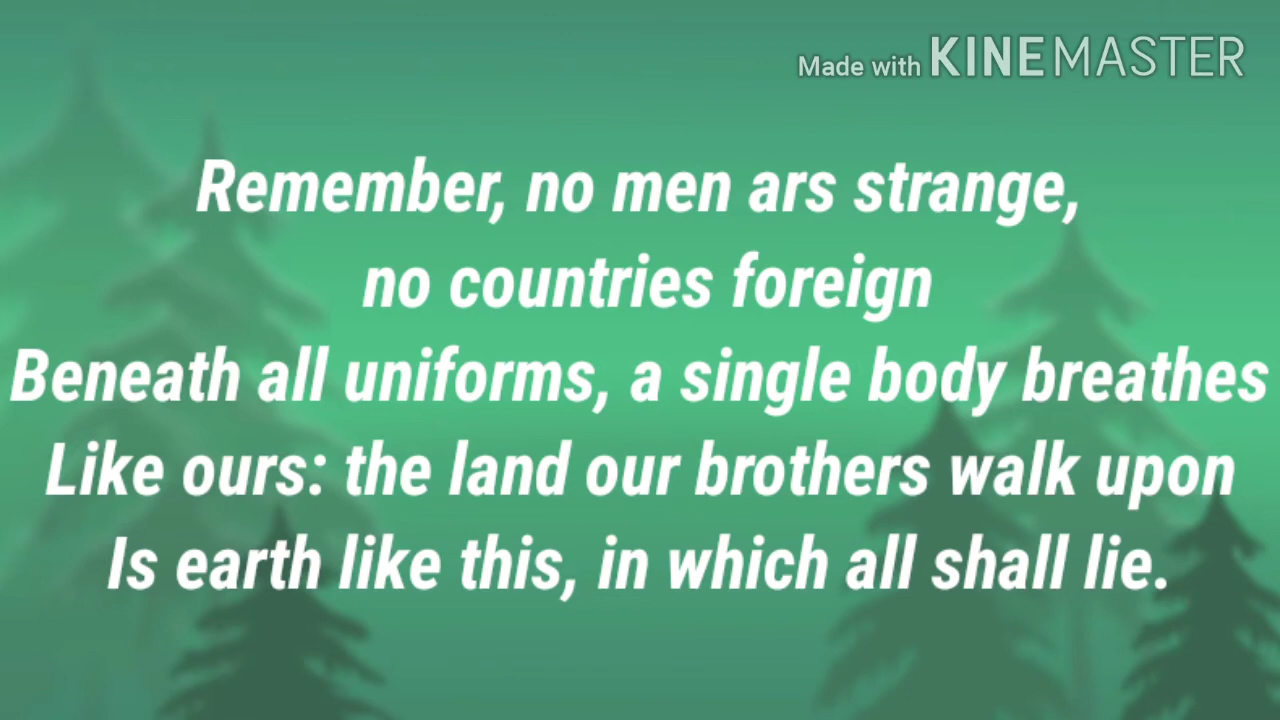 Made with KINEMASTER
Remember, no men ars strange,
no countries foreign
Beneath all uniforms, a single body breathes
Like ours: the land our brothers walk upon
Is earth like this, in which all shall lie.